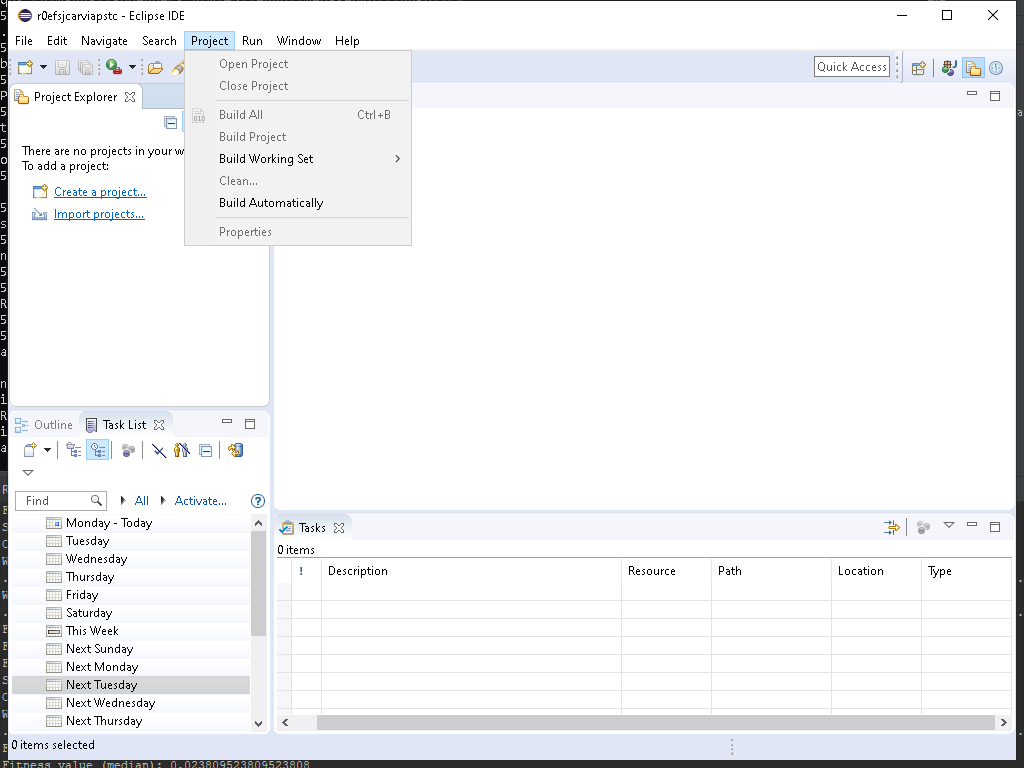 r0efsjcarviapstc - Eclipse IDE
File Edit Navigate Search Project Run Window Help
Quick Access
Open Project
Close Project
Build All Ctrl+B
Build Project
Build Working Set
Clean...
Build Automatically
Properties
Project Explorer
There are no projects in your w
To add a project:
Create a project...
Import projects...
Outline Task List
Find All Activate...
Monday - Today
Tuesday
Wednesday
Thursday
Friday
Saturday
This Week
Next Sunday
Next Monday
Next Tuesday
Next Wednesday
Next Thursday
Tasks
0 items
! Description Resource Path Location Type
0 items selected
Fitness value (median): 0.023809523809523808